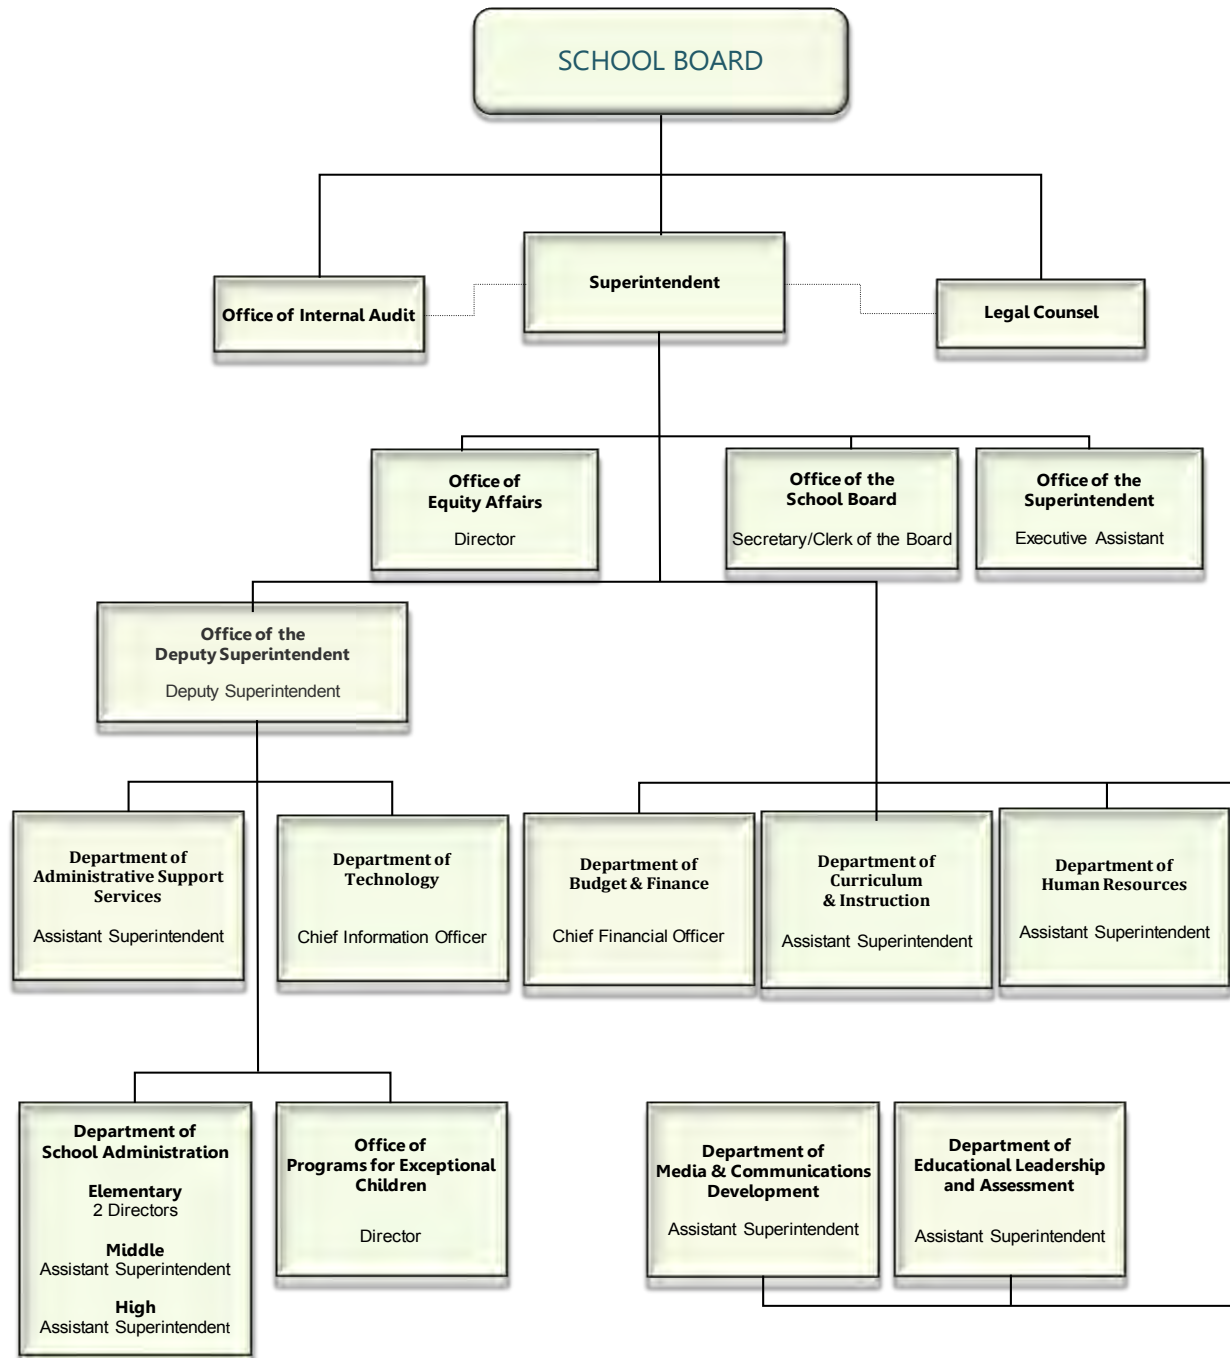 SCHOOL BOARD
Superintendent
Office of Internal Audit
Legal Counsel
Office of
Equity Affairs
Director
Office of the
School Board
Secretary/Clerk of the Board
Office of the
Superintendent
Executive Assistant
Office of the
Deputy Superintendent
Deputy Superintendent
Department of
Administrative Support
Services
Assistant Superintendent
Department of
Technology
Chief Information Officer
Department of
Budget & Finance
Chief Financial Officer
Department of
Curriculum
& Instruction
Assistant Superintendent
Department of
Human Resources
Assistant Superintendent
Department of
School Administration
Elementary
2 Directors
Middle
Assistant Superintendent
High
Assistant Superintendent
Office of
Programs for Exceptional
Children
Director
Department of
Media & Communications
Development
Assistant Superintendent
Department of
Educational Leadership
and Assessment
Assistant Superintendent